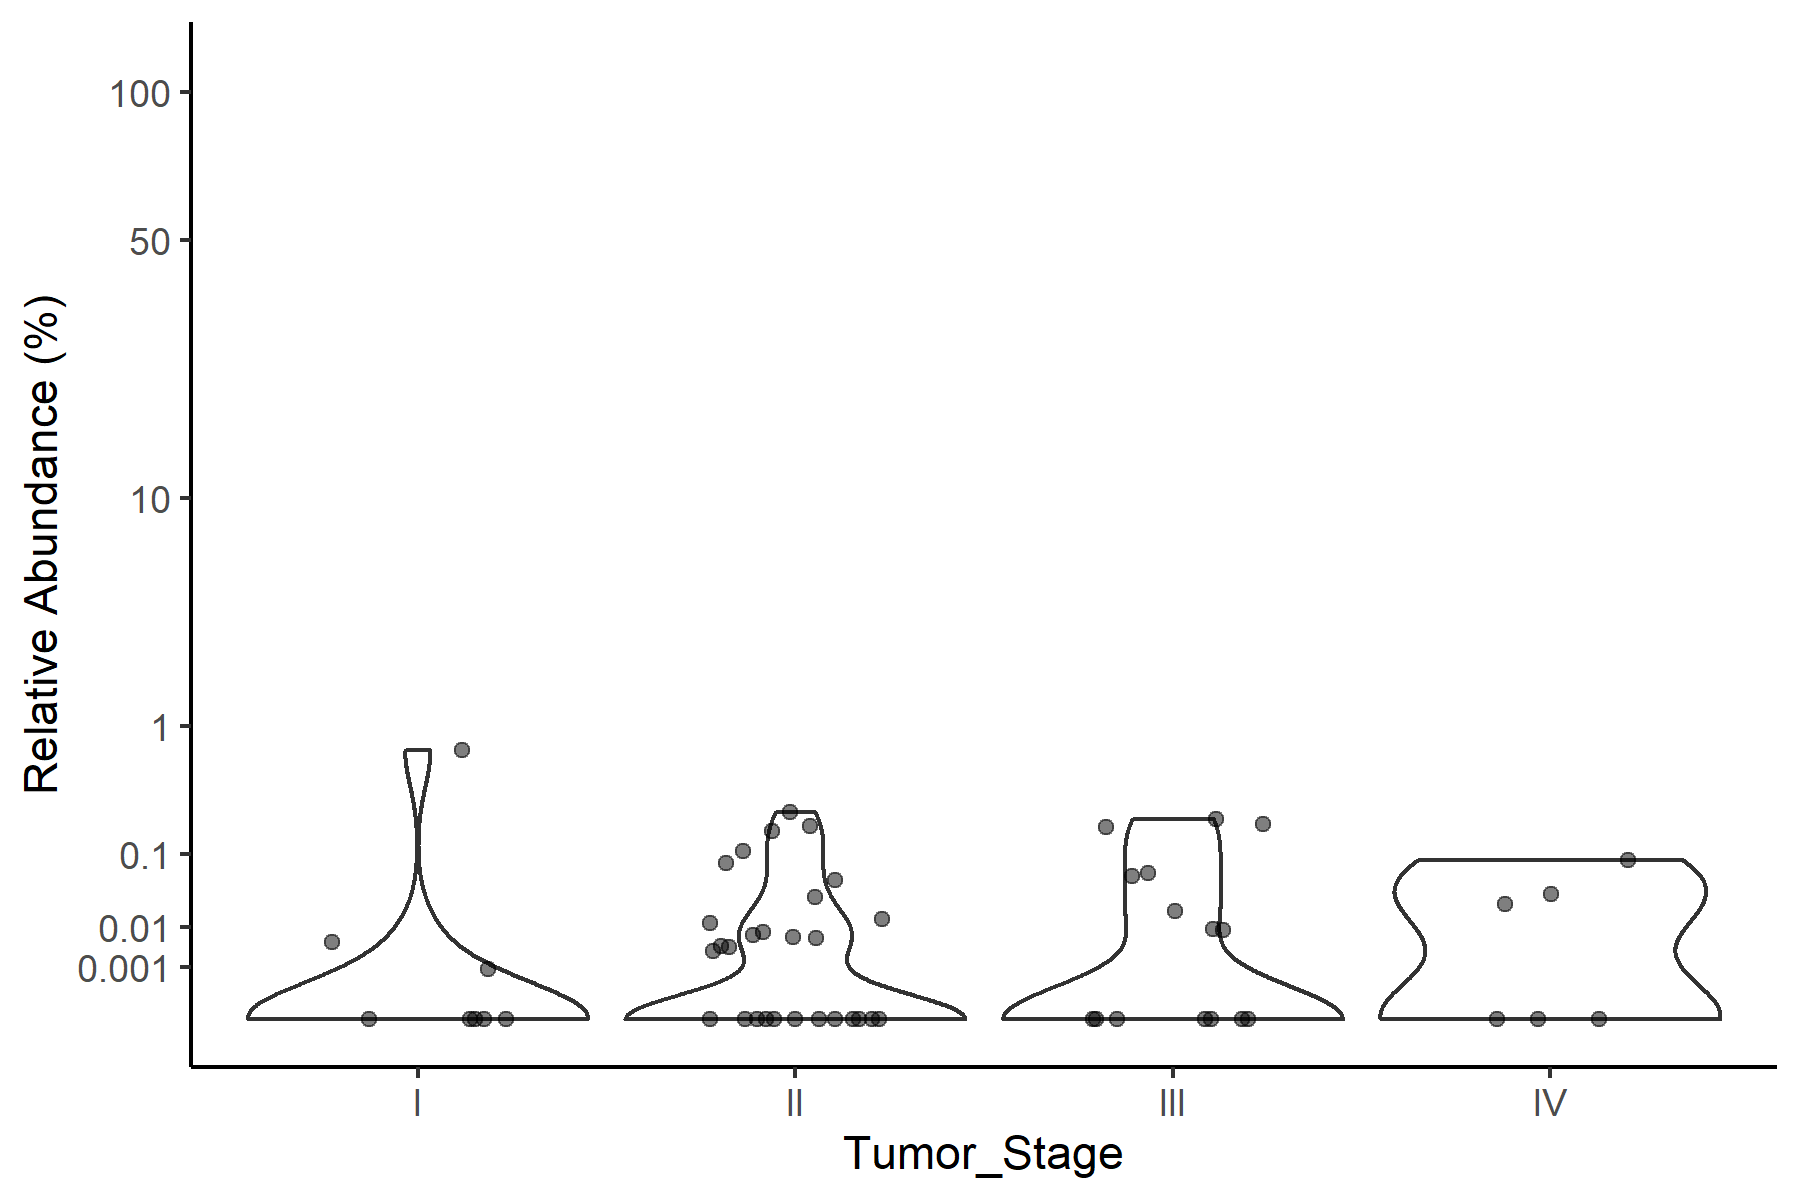 100
50
10
1
0.1
0.01
0.001
Relative Abundance (%)
I
II
III
IV
Tumor_Stage